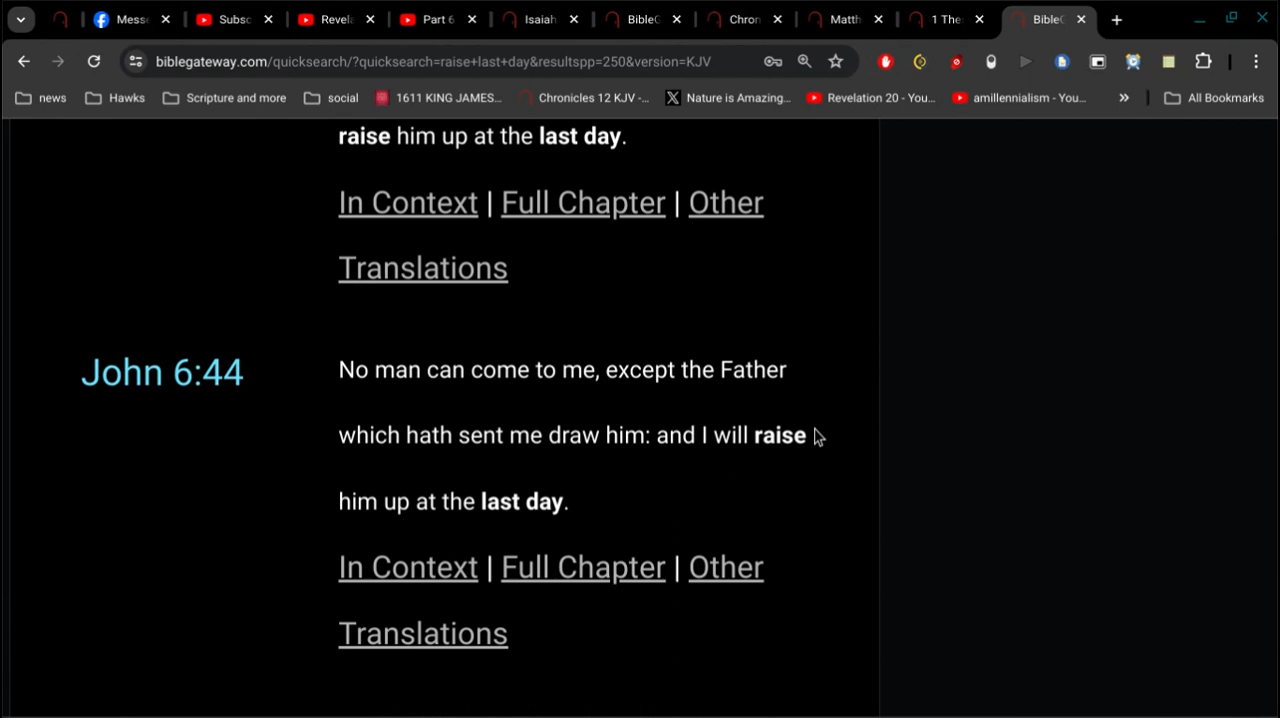 Mess
Subsc
Revela
Part 6
Isaiah
BibleG
Chron
Matth
1 The
BibleG
biblegateway.com/quicksearch/?quicksearch=raise+last+day&resultspp=250&version=KJV
news
Hawks
Scripture and more
social
1611 KING JAMES...
Chronicles 12 KJV -...
Nature is Amazing...
Revelation 20 - You...
amillennialism - You...
»
All Bookmarks
raise him up at the last day.
In Context | Full Chapter | Other
Translations
John 6:44
No man can come to me, except the Father
which hath sent me draw him: and I will raise
him up at the last day.
In Context | Full Chapter | Other
Translations